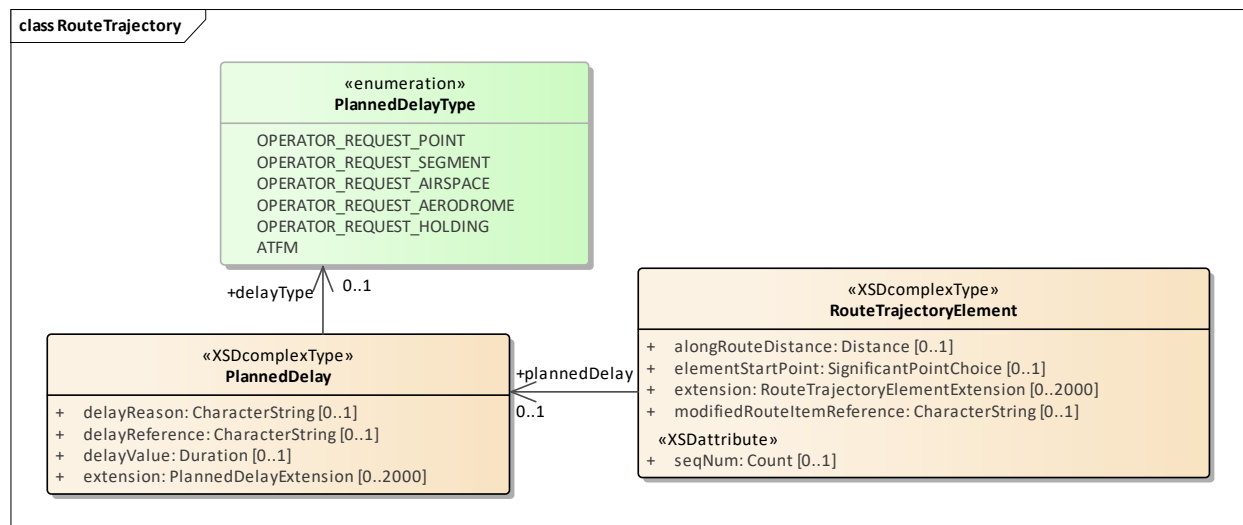 class RouteTrajectory
«enumeration»
PlannedDelayType
OPERATOR_REQUEST_POINT
OPERATOR_REQUEST_SEGMENT
OPERATOR_REQUEST_AIRSPACE
OPERATOR_REQUEST_AERODROME
OPERATOR_REQUEST_HOLDING
ATFM
+delayType 0..1
«XSDcomplexType»
PlannedDelay
+ delayReason: CharacterString [0..1]
+ delayReference: CharacterString [0..1]
+ delayValue: Duration [0..1]
+ extension: PlannedDelayExtension [0..2000]
+plannedDelay
0..1
«XSDcomplexType»
RouteTrajectoryElement
+ alongRouteDistance: Distance [0..1]
+ elementStartPoint: SignificantPointChoice [0..1]
+ extension: RouteTrajectoryElementExtension [0..2000]
+ modifiedRouteItemReference: CharacterString [0..1]
«XSDattribute»
+ seqNum: Count [0..1]